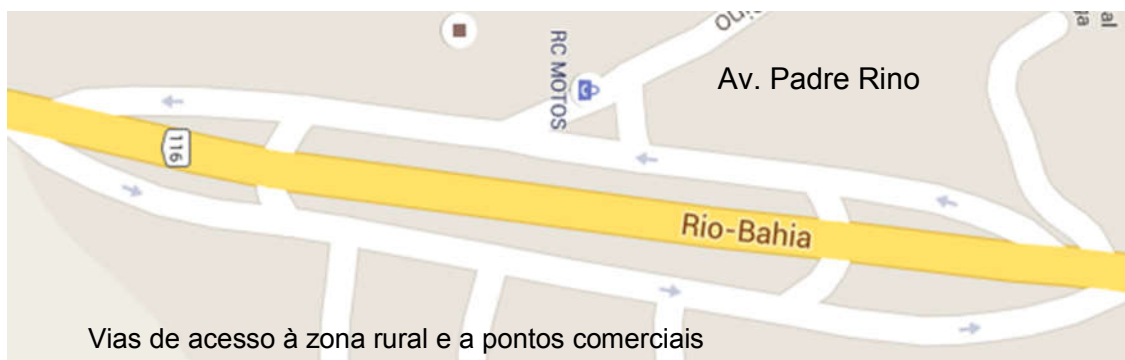 RC MOTOS
Av. Padre Rino
116
Rio-Bahia
Vias de acesso à zona rural e a pontos comerciais